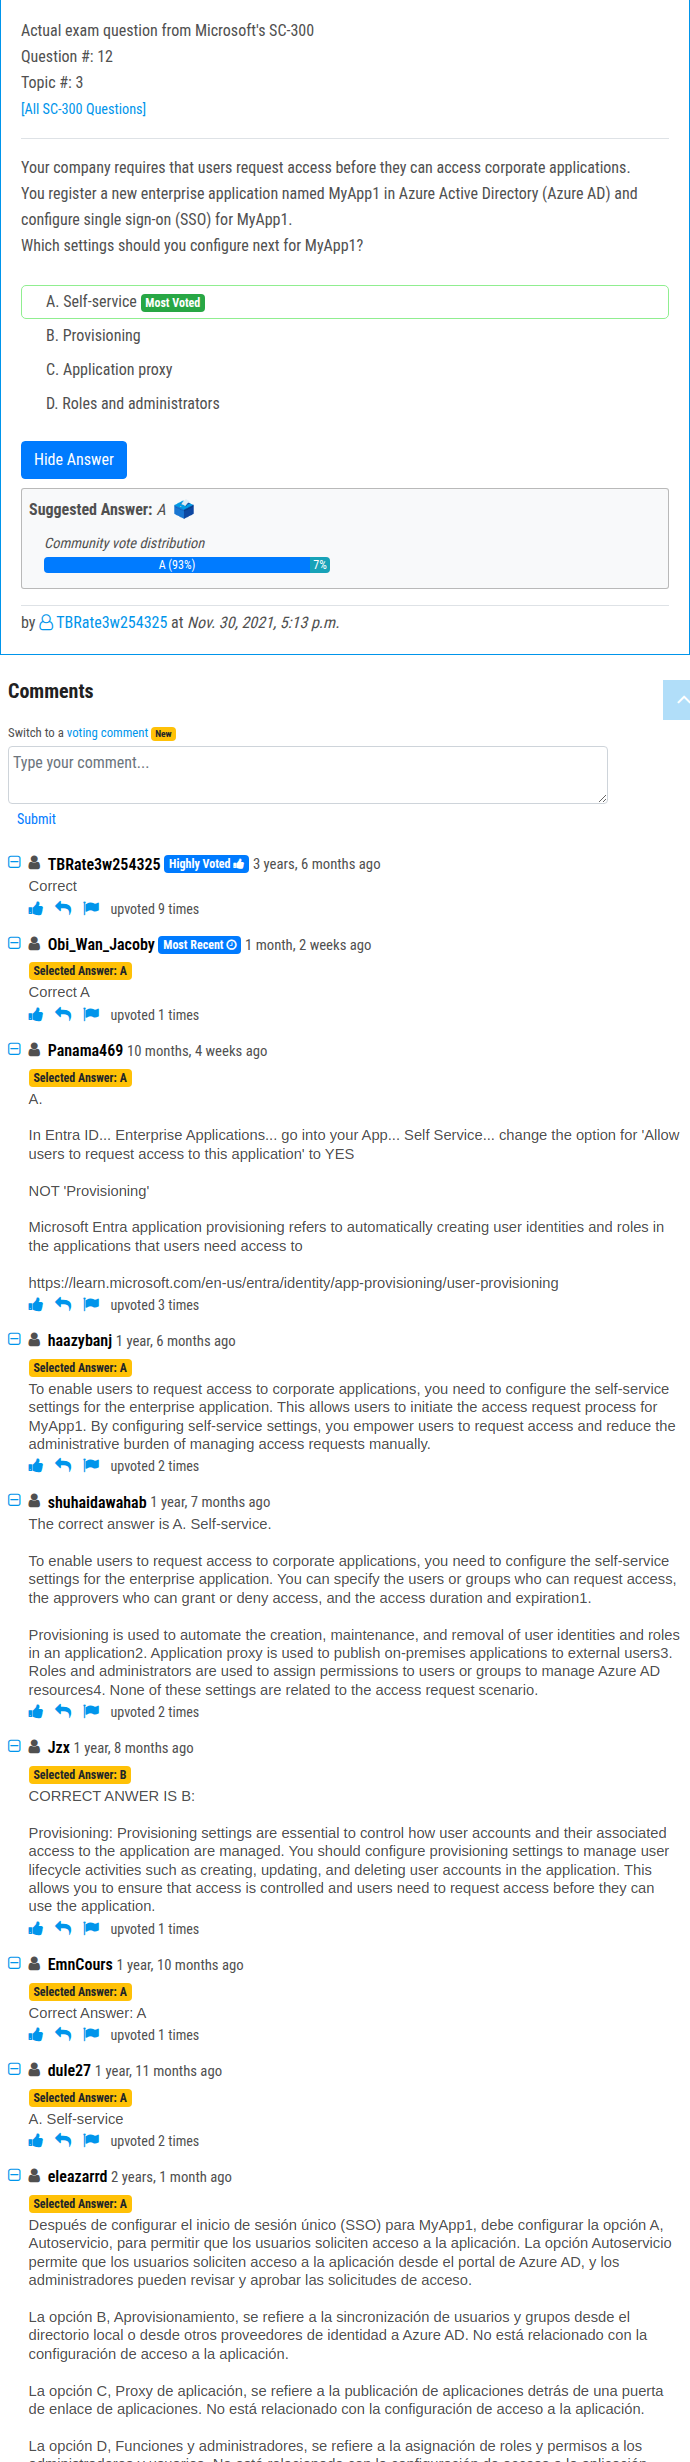 Actual exam question from Microsoft's SC-300
Question #: 12
Topic #: 3
[All SC-300 Questions]
Your company requires that users request access before they can access corporate applications.
You register a new enterprise application named MyApp1 in Azure Active Directory (Azure AD) and
configure single sign-on (SSO) for MyApp1.
Which settings should you configure next for MyApp1?
A. Self-service Most Voted
B. Provisioning
C. Application proxy
D. Roles and administrators
Hide Answer
Suggested Answer: A
Community vote distribution
A (93%) 7%
by TBRate3w254325 at Nov. 30, 2021, 5:13 p.m.
Comments
Switch to a voting comment New
Type your comment...
Submit
TBRate3w254325 Highly Voted 3 years, 6 months ago
Correct
upvoted 9 times
Obi_Wan_Jacoby Most Recent 1 month, 2 weeks ago
Selected Answer: A
Correct A
upvoted 1 times
Panama469 10 months, 4 weeks ago
Selected Answer: A
A.
In Entra ID... Enterprise Applications... go into your App... Self Service... change the option for 'Allow
users to request access to this application' to YES
NOT 'Provisioning'
Microsoft Entra application provisioning refers to automatically creating user identities and roles in
the applications that users need access to
https://learn.microsoft.com/en-us/entra/identity/app-provisioning/user-provisioning
upvoted 3 times
haazybanj 1 year, 6 months ago
Selected Answer: A
To enable users to request access to corporate applications, you need to configure the self-service
settings for the enterprise application. This allows users to initiate the access request process for
MyApp1. By configuring self-service settings, you empower users to request access and reduce the
administrative burden of managing access requests manually.
upvoted 2 times
shuhaidawahab 1 year, 7 months ago
The correct answer is A. Self-service.
To enable users to request access to corporate applications, you need to configure the self-service
settings for the enterprise application. You can specify the users or groups who can request access,
the approvers who can grant or deny access, and the access duration and expiration1.
Provisioning is used to automate the creation, maintenance, and removal of user identities and roles
in an application2. Application proxy is used to publish on-premises applications to external users3.
Roles and administrators are used to assign permissions to users or groups to manage Azure AD
resources4. None of these settings are related to the access request scenario.
upvoted 2 times
Jzx 1 year, 8 months ago
Selected Answer: B
CORRECT ANWER IS B:
Provisioning: Provisioning settings are essential to control how user accounts and their associated
access to the application are managed. You should configure provisioning settings to manage user
lifecycle activities such as creating, updating, and deleting user accounts in the application. This
allows you to ensure that access is controlled and users need to request access before they can
use the application.
upvoted 1 times
EmnCours 1 year, 10 months ago
Selected Answer: A
Correct Answer: A
upvoted 1 times
dule27 1 year, 11 months ago
Selected Answer: A
A. Self-service
upvoted 2 times
eleazarrd 2 years, 1 month ago
Selected Answer: A
Después de configurar el inicio de sesión único (SSO) para MyApp1, debe configurar la opción A,
Autoservicio, para permitir que los usuarios soliciten acceso a la aplicación. La opción Autoservicio
permite que los usuarios soliciten acceso a la aplicación desde el portal de Azure AD, y los
administradores pueden revisar y aprobar las solicitudes de acceso.
La opción B, Aprovisionamiento, se refiere a la sincronización de usuarios y grupos desde el
directorio local o desde otros proveedores de identidad a Azure AD. No está relacionado con la
configuración de acceso a la aplicación.
La opción C, Proxy de aplicación, se refiere a la publicación de aplicaciones detrás de una puerta
de enlace de aplicaciones. No está relacionado con la configuración de acceso a la aplicación.
La opción D, Funciones y administradores, se refiere a la asignación de roles y permisos a los